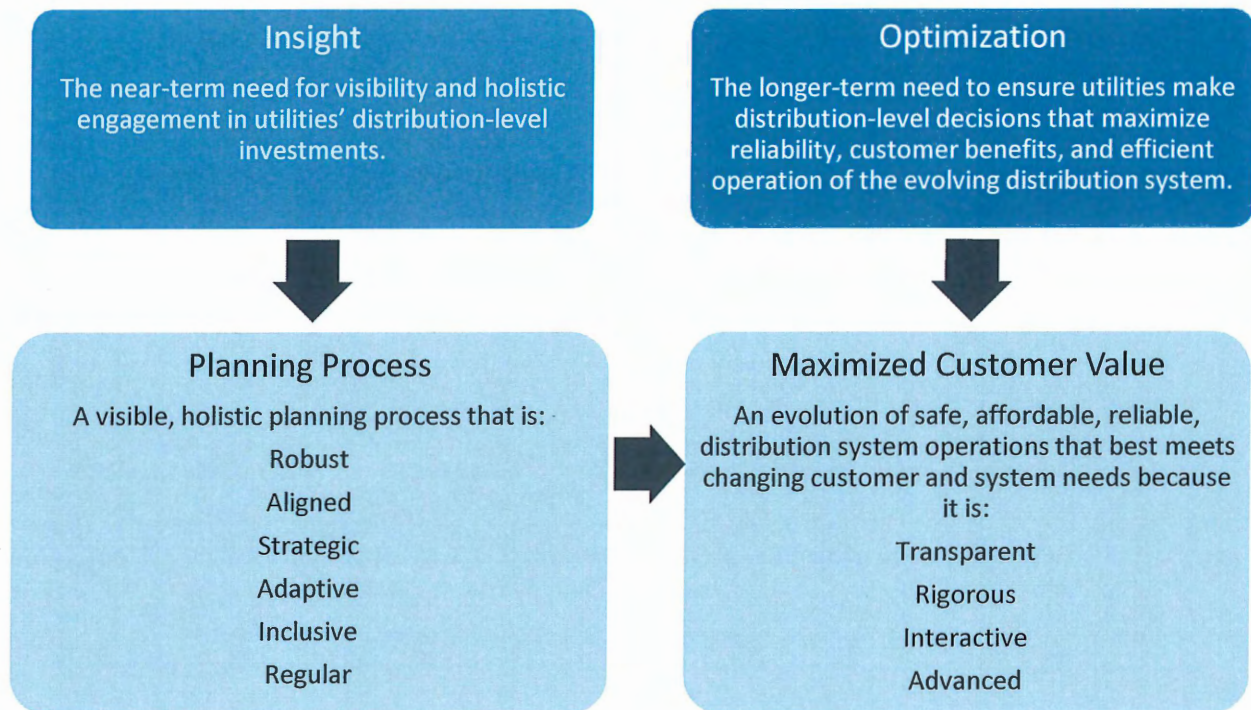 Insight
The near-term need for visibility and holistic
engagement in utilities' distribution-level
investments.
Optimization
The longer-term need to ensure utilities make
distribution-level decisions that maximize
reliability, customer benefits, and efficient
operation of the evolving distribution system.
Planning Process
A visible, holistic planning process that is:
Robust
Aligned
Strategic
Adaptive
Inclusive
Regular
Maximized Customer Value
An evolution of safe, affordable, reliable,
distribution system operations that best meets
changing customer and system needs because
it is:
Transparent
Rigorous
Interactive
Advanced